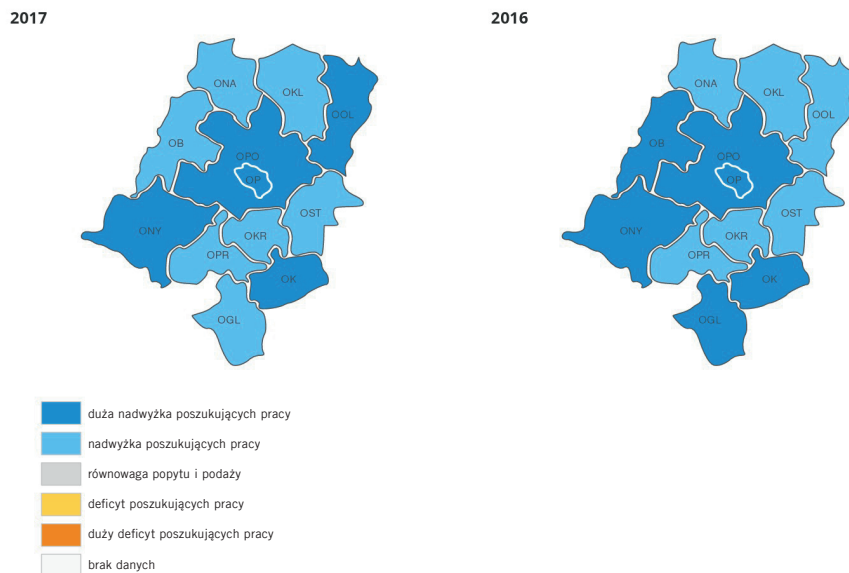 2017
2016
ONA
OKL
OOL
OB
OPO
OP
OST
ONY
OKR
OPR
OK
OGL
ONA
OKL
OOL
OB
OPO
OP
OST
ONY
OKR
OPR
OK
OGL
duża nadwyżka poszukujących pracy
nadwyżka poszukujących pracy
równowaga popytu i podaży
deficyt poszukujących pracy
duży deficyt poszukujących pracy
brak danych